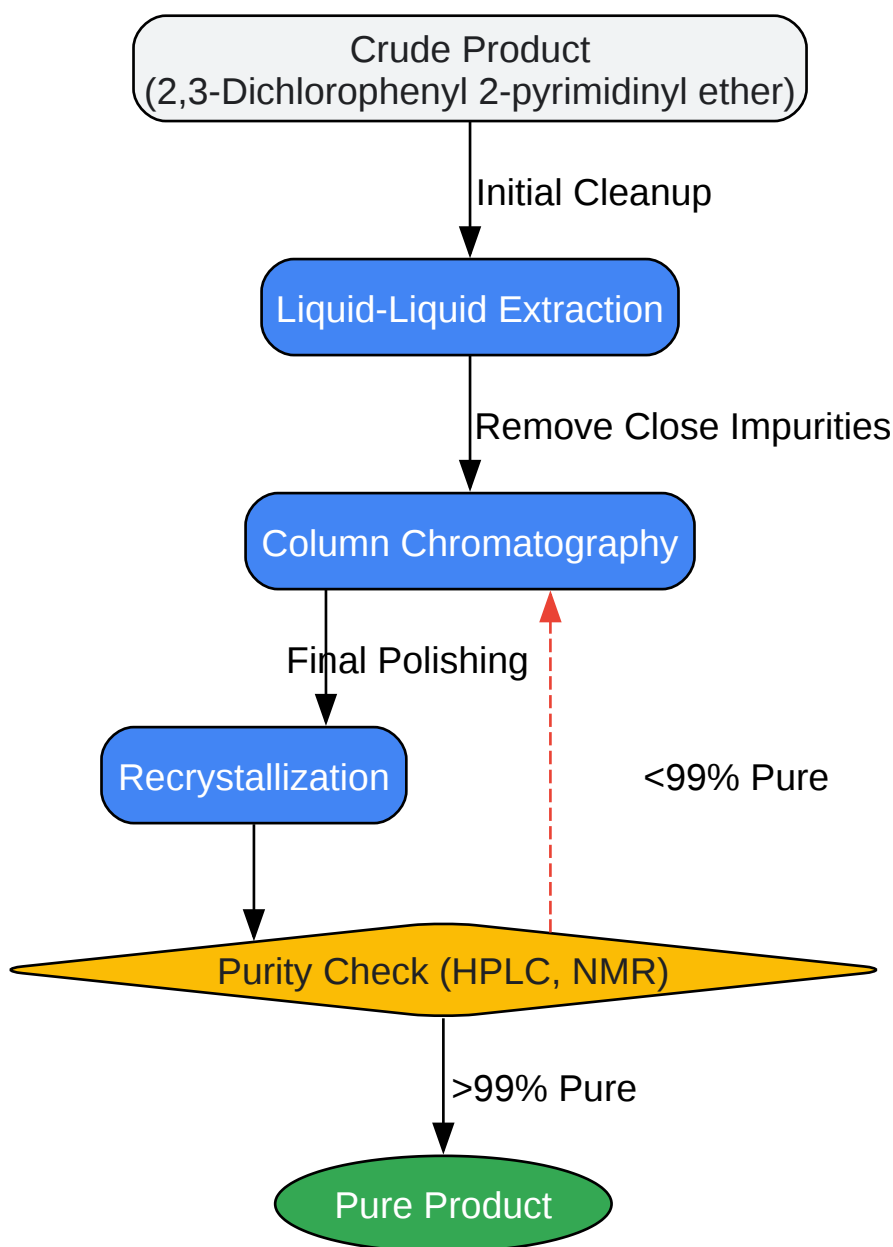 Crude Product
(2,3-Dichlorophenyl 2-pyrimidinyl ether)
Initial Cleanup
Liquid-Liquid Extraction
Remove Close Impurities
Column Chromatography
Final Polishing
Recrystallization
<99% Pure
Purity Check (HPLC, NMR)
>99% Pure
Pure Product